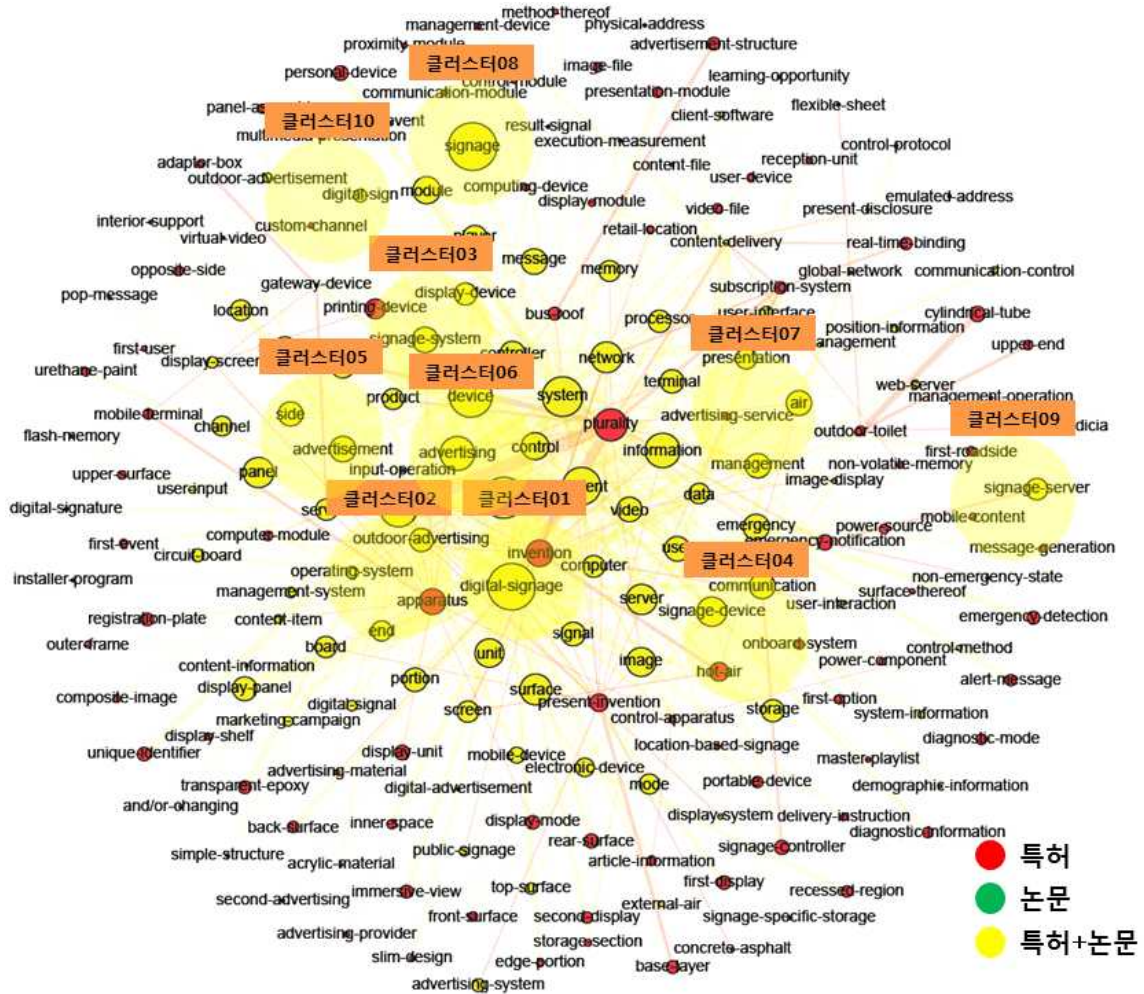 method-thereof
management-device
physical-address
proximity-module
advertisement-structure
personal-device
클러스터08
image-file
control-module
learning-opportunity
communication-module
presentation-module
flexible-sheet
client-software
클러스터10
multimedia-presentation
signage
result-signal
execution-measurement
control-protocol
adaptor-box
content-file
reception-unit
outdoor-advertisement
digital-sign
module
computing-device
user-device
display-module
emulated-address
interior-support
custom-channel
video-file
present-disclosure
virtual-video
player
retail-location
content-delivery
real-time-binding
opposite-side
클러스터03
message
memory
global-network
communication-control
gateway-device
display-device
subscription-system
pop-message
location
printing-device
bus-roof
processor
user-interface
cylindrical-tube
first-user
클러스터05
signage-system
controller
network
클러스터07
position-information
management
upper-end
urethane-paint
display-screen
클러스터06
presentation
device
system
terminal
web-server
management-operation
mobile-terminal
channel
side
product
plurality
advertising-service
air
outdoor-toilet
클러스터09
dicia
flash-memory
advertisement
advertising
control
information
first-roadside
upper-surface
panel
input-operation
management
non-volatile-memory
image-display
signage-server
user-input
클러스터02
클러스터01
data
digital-signature
video
mobile-content
power-source
first-event
computer-module
outdoor-advertising
emergency
emergency-notification
message-generation
circuit-board
invention
클러스터04
installer-program
operating-system
computer
communication
non-emergency-state
management-system
digital-signage
surface-thereof
registration-plate
content-item
apparatus
server
signage-device
user-interaction
emergency-detection
outer-frame
end
board
signal
onboard-system
control-method
content-information
unit
image
hot-air
power-component
alert-message
composite-image
display-panel
portion
surface
present-invention
first-option
digital-signal
screen
control-apparatus
storage
system-information
marketing-campaign
display-shelf
unique-identifier
display-unit
mobile-device
location-based-signage
diagnostic-mode
advertising-material
electronic-device
master-playlist
transparent-epoxy
digital-advertisement
mode
portable-device
demographic-information
and/or-changing
back-surface
inner-space
display-mode
display-system
delivery-instruction
diagnostic-information
simple-structure
public-signage
rear-surface
signage-controller
acrylic-material
article-information
특허
second-advertising
immersive-view
top-surface
first-display
recessed-region
논문
front-surface
second-display
external-air
signage-specific-storage
advertising-provider
storage-section
concrete-asphalt
특허+논문
slim-design
edge-portion
base-layer
advertising-system